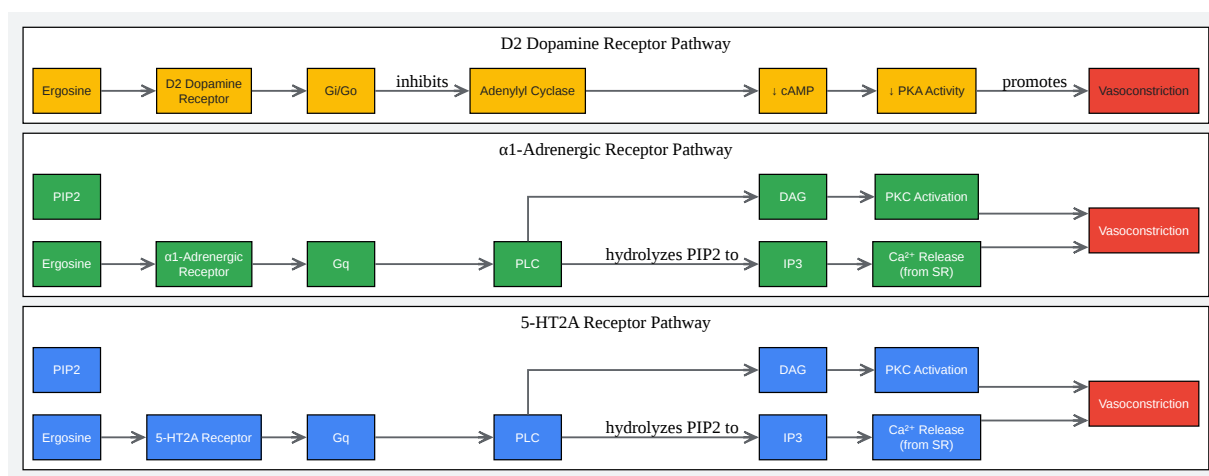 D2 Dopamine Receptor Pathway
Ergosine
D2 Dopamine
Receptor
Gi/Go
inhibits
Adenylyl Cyclase
↓ cAMP
↓ PKA Activity
promotes
Vasoconstriction
α1-Adrenergic Receptor Pathway
PIP2
DAG
PKC Activation
Vasoconstriction
Ergosine
α1-Adrenergic
Receptor
Gq
PLC
hydrolyzes PIP2 to
IP3
Ca²⁺ Release
(from SR)
5-HT2A Receptor Pathway
PIP2
DAG
PKC Activation
Vasoconstriction
Ergosine
5-HT2A Receptor
Gq
PLC
hydrolyzes PIP2 to
IP3
Ca²⁺ Release
(from SR)